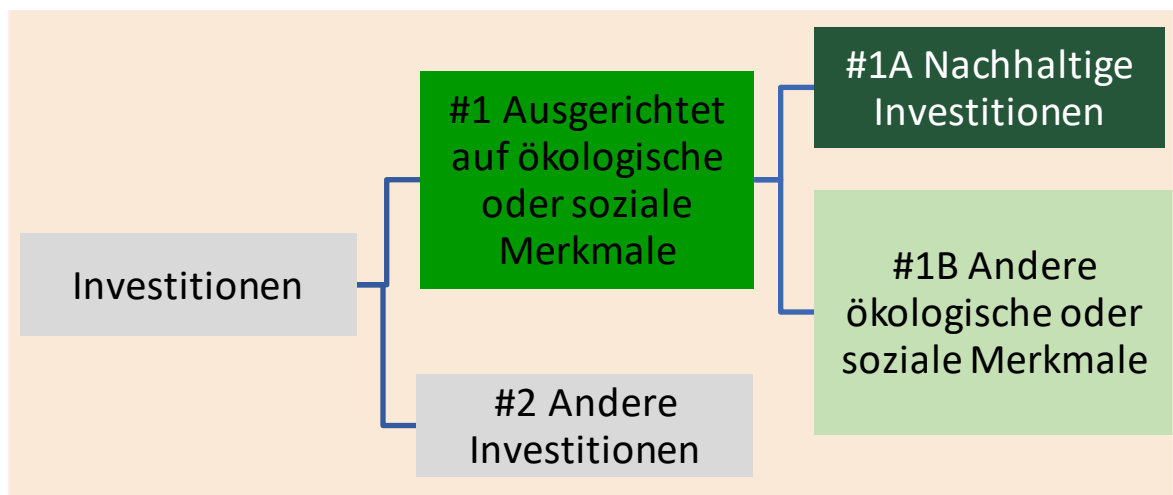 Investitionen
#1 Ausgerichtet
auf ökologische
oder soziale
Merkmale
#2 Andere
Investitionen
#1A Nachhaltige
Investitionen
#1B Andere
ökologische oder
soziale Merkmale